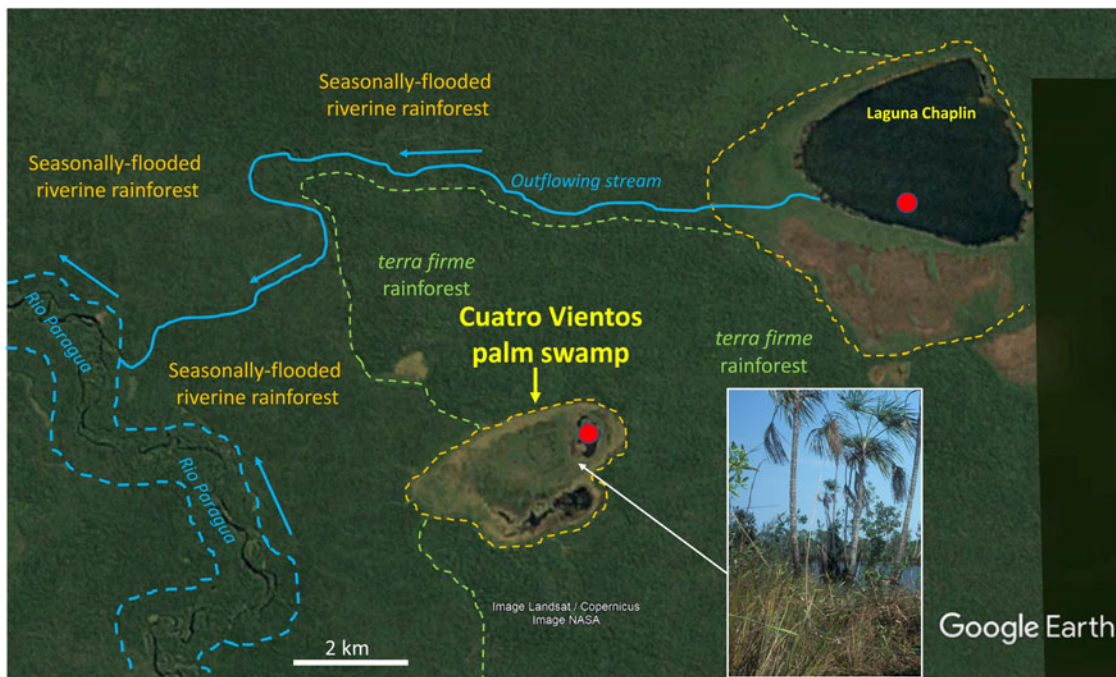 Seasonally-flooded
riverine rainforest
Laguna Chaplin
Seasonally-flooded
riverine rainforest
Outflowing stream
terra firme
rainforest
Cuatro Vientos
palm swamp
terra firme
rainforest
Rio Paragua
Seasonally-flooded
riverine rainforest
Rio Paragua
Image Landsat / Copernicus
Image NASA
2 km
Google Earth